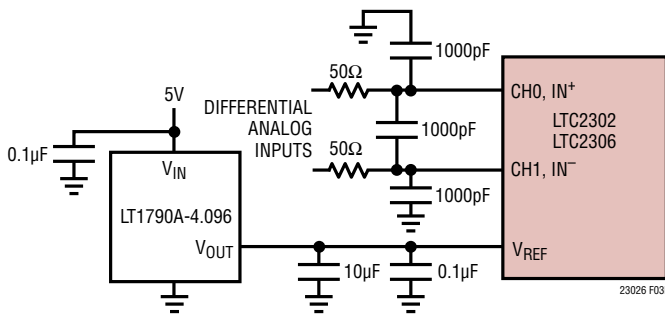 1000pF
50Ω
CH0, IN+
5V
DIFFERENTIAL
ANALOG
INPUTS
1000pF
LTC2302
LTC2306
0.1µF
50Ω
CH1, IN–
VIN
1000pF
LT1790A-4.096
VOUT
VREF
10µF
0.1µF
23026 F03